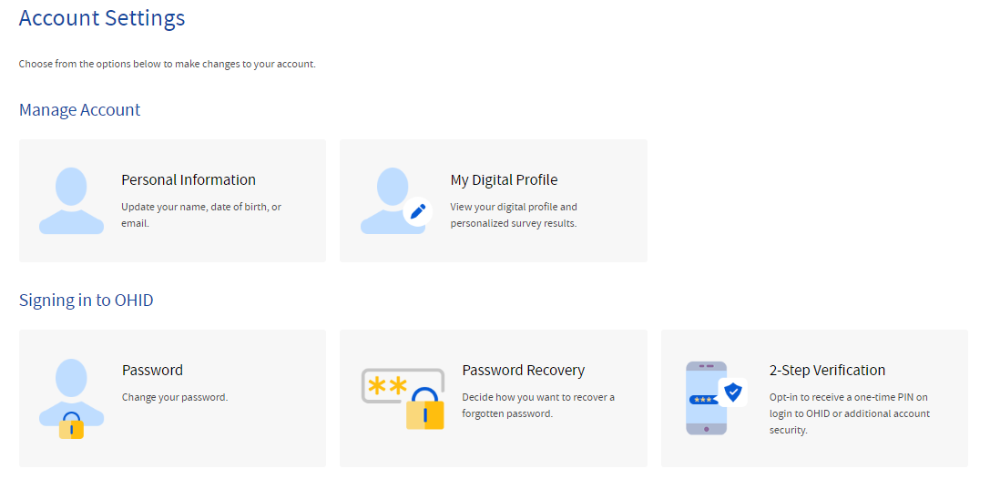 Account Settings
Choose from the options below to make changes to your account.
Manage Account
Personal Information
Update your name, date of birth, or
email.
My Digital Profile
View your digital profile and
personalized survey results.
Signing in to OHID
Password
Change your password.
Password Recovery
Decide how you want to recover a
forgotten password.
2-Step Verification
Opt-in to receive a one-time PIN on
login to OHID or additional account
security.